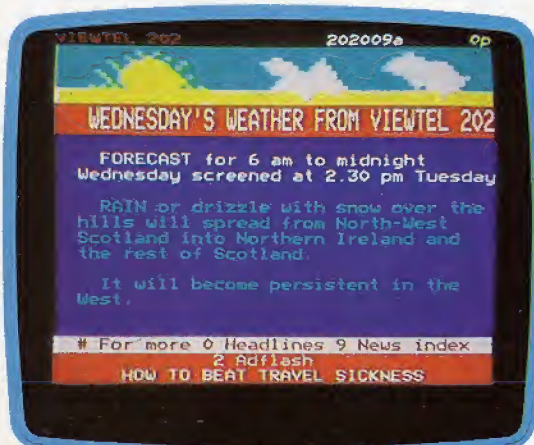 VIEWTEL 202 202009a 0p
WEDNESDAY'S WEATHER FROM VIEWTEL 202
FORECAST for 6 am to midnight
Wednesday screened at 2.30 pm Tuesday
RAIN or drizzle with snow over the
hills will spread from North-West
Scotland into Northern Ireland and
the rest of Scotland.
It will become persistent in the
West.
# For more 0 Headlines 9 News index
2 Adflash
HOW TO BEAT TRAVEL SICKNESS